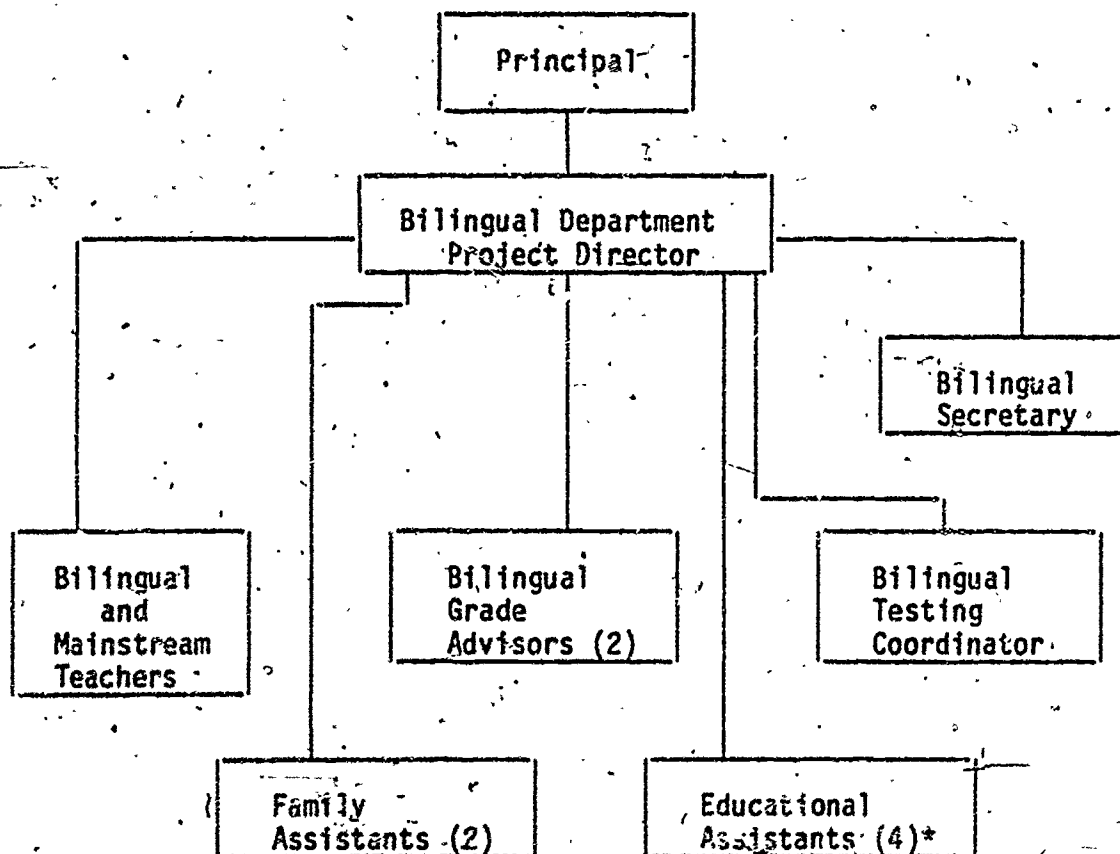 Principal
Bilingual Department
Project Director
Bilingual
Secretary
Bilingual
and
Mainstream
Teachers
Bilingual
Grade
Advisors (2)
Bilingual
Testing
Coordinator
Family
Assistants (2)
Educational
Assistants (4)*